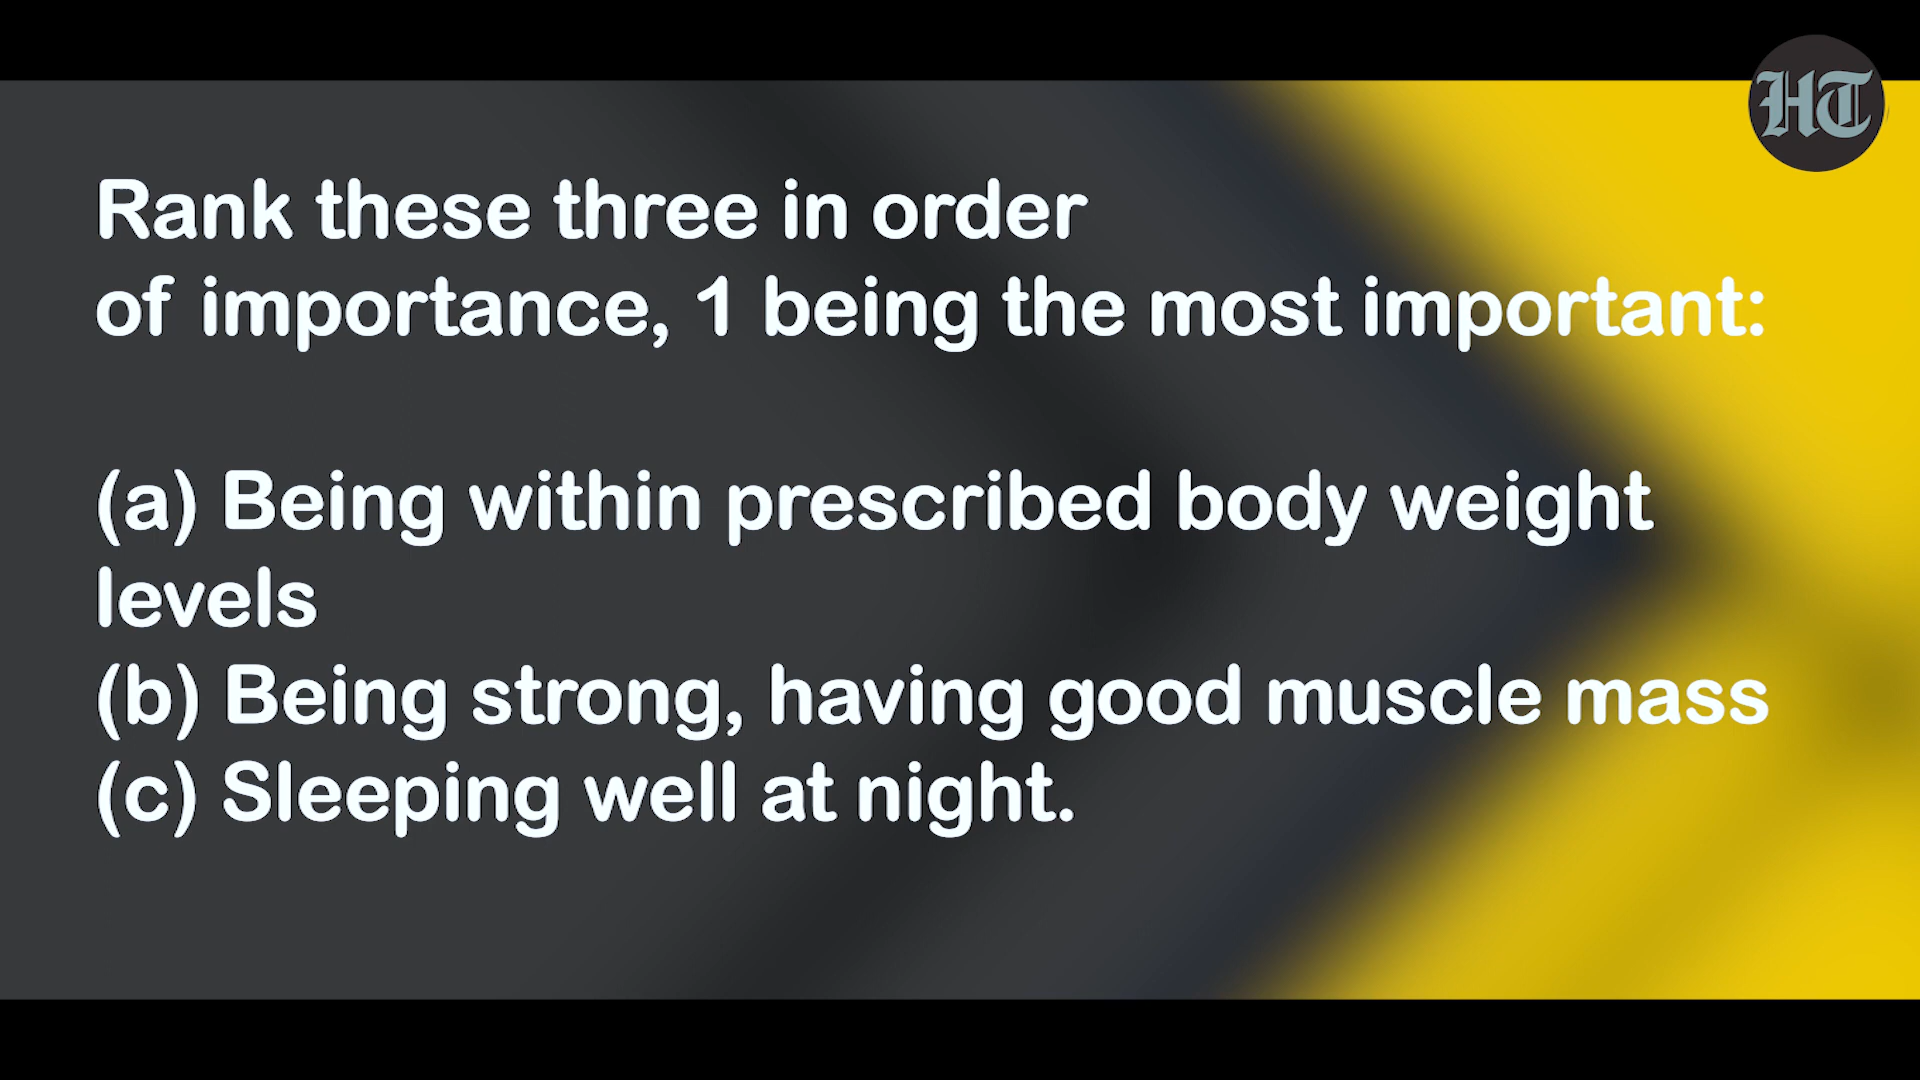 HT
Rank these three in order
of importance, 1 being the most important:
(a) Being within prescribed body weight
levels
(b) Being strong, having good muscle mass
(c) Sleeping well at night.